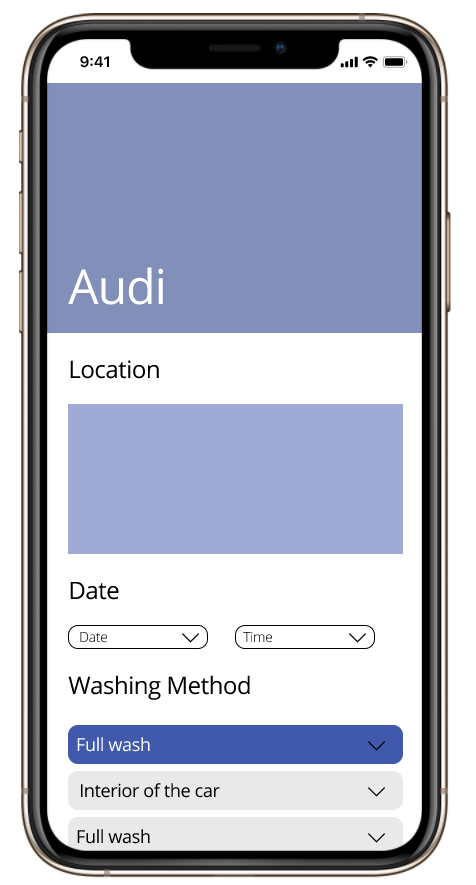 9:41
Audi
Location
Date
Date Time
Washing Method
Full wash
Interior of the car
Full wash